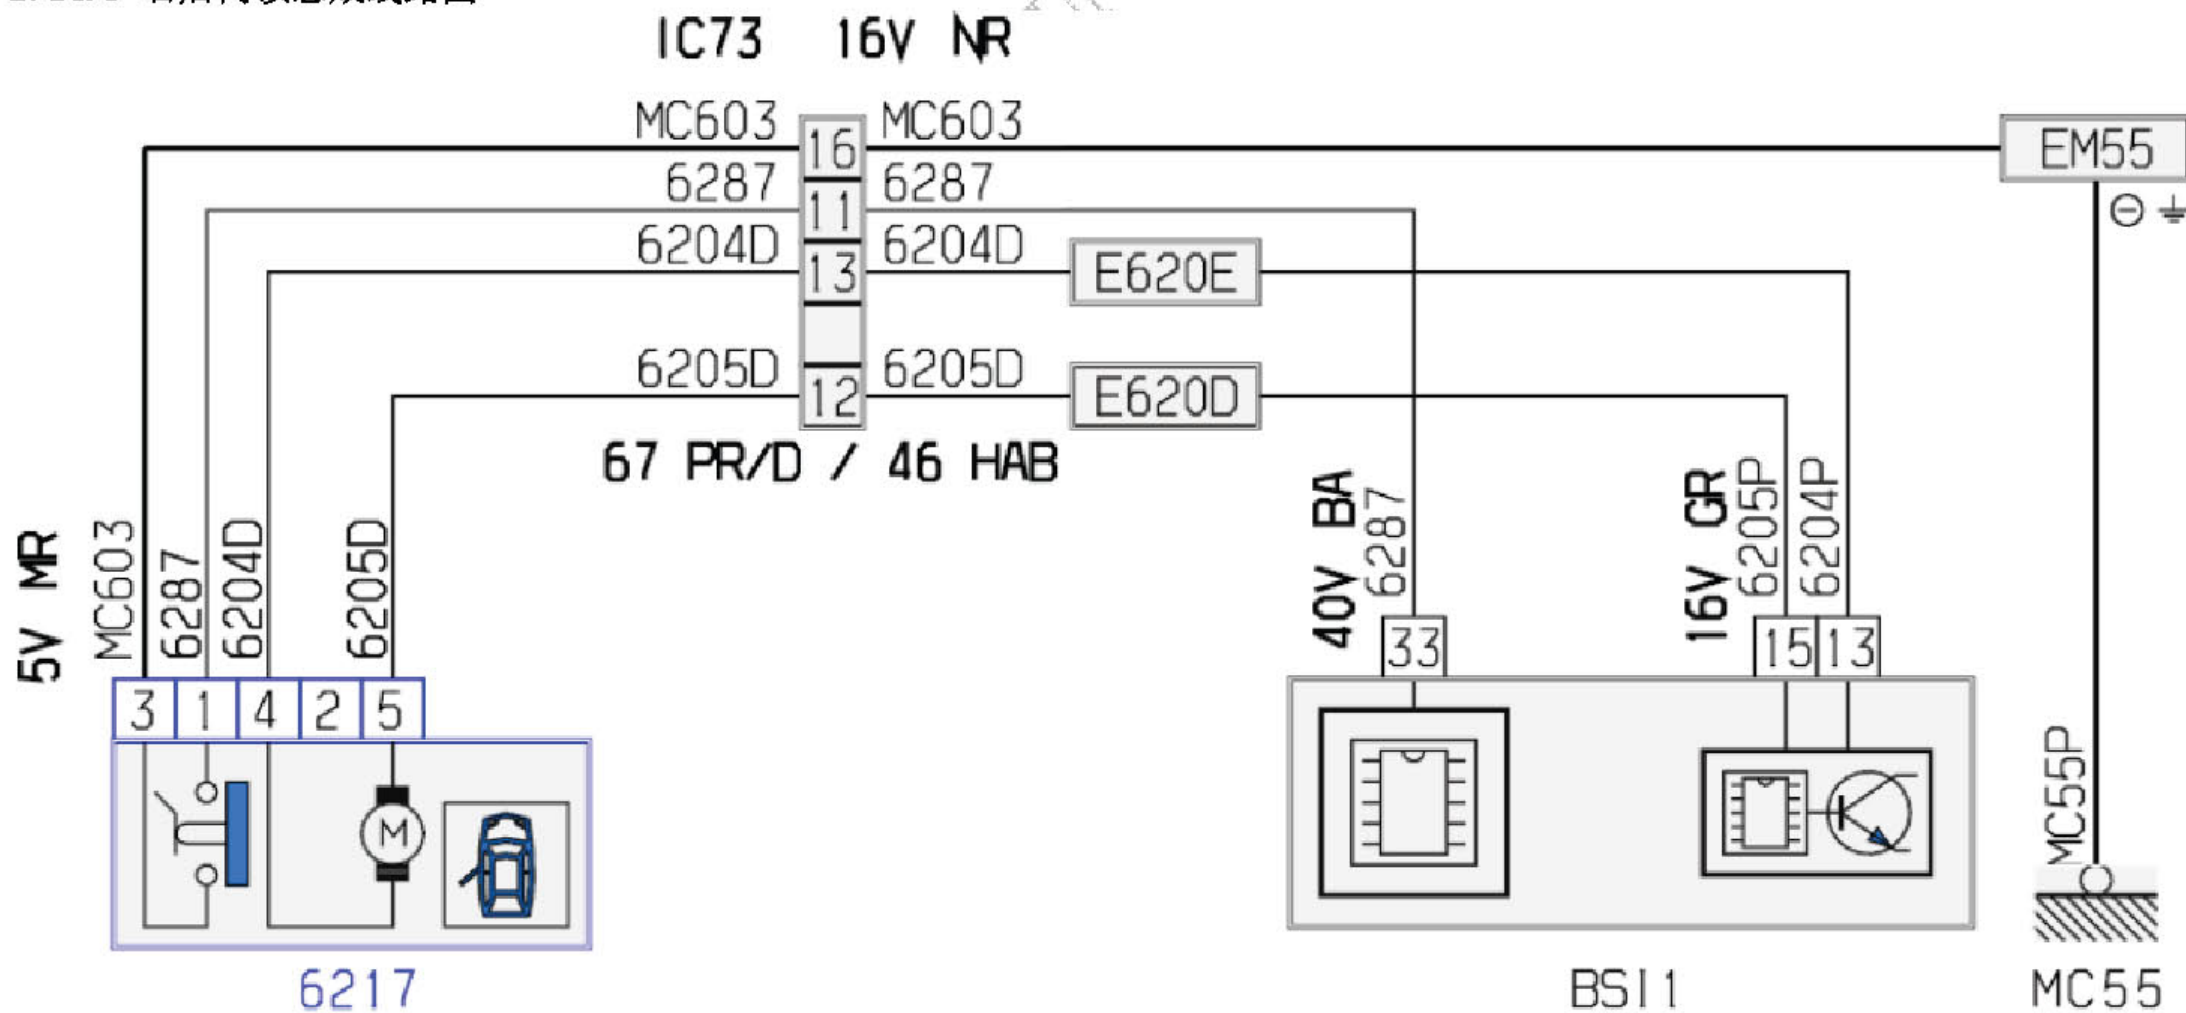 IC73 16V NR
MC603 16 MC603
EM55
6287 11 6287
6204D 13 6204D E620E
6205D 12 6205D E620D
67 PR/D / 46 HAB
5V MR
MC603
6287
6204D
6205D
40V BA
6287
16V GR
6205P
6204P
33
15 13
3 1 4 2 5
M
MC55P
6217
BSI1
MC55